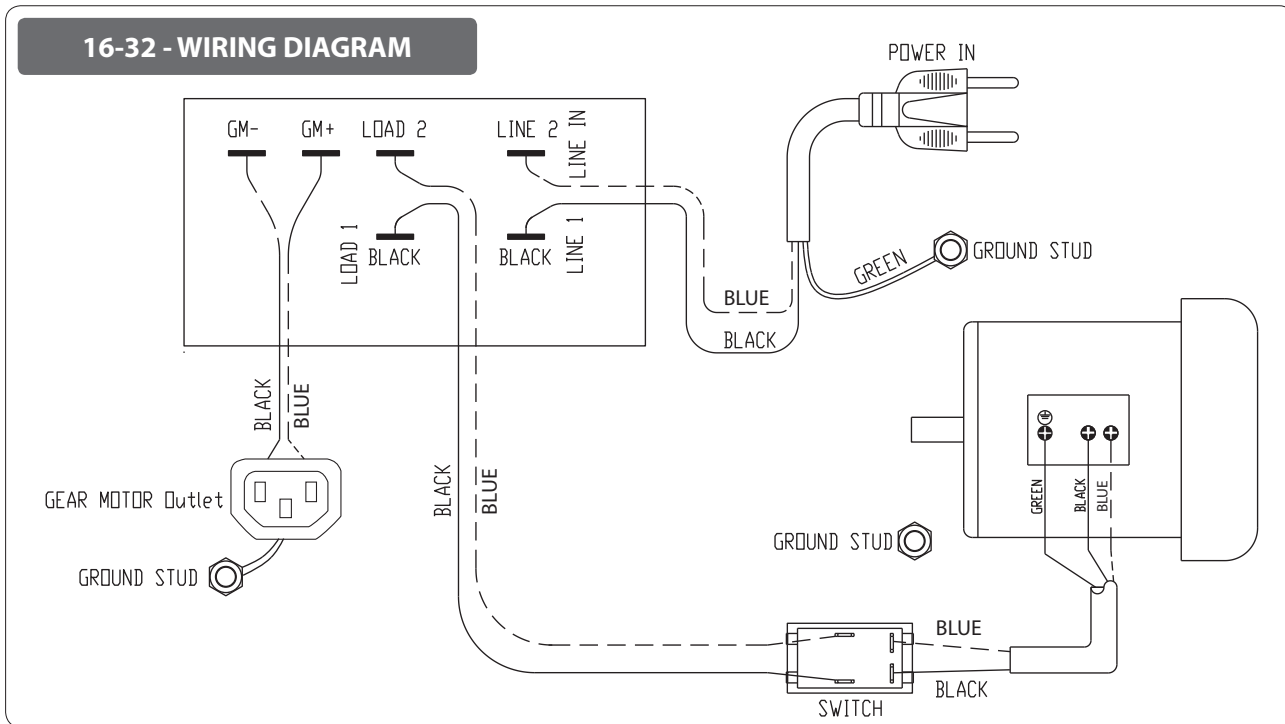 16-32 - WIRING DIAGRAM
POWER IN
GM-
GM+
LOAD 2
LINE 2
LINE IN
LOAD 1
BLACK
BLACK
LINE 1
GREEN
GROUND STUD
BLUE
BLACK
BLACK
BLUE
GEAR MOTOR Outlet
GROUND STUD
BLACK
BLUE
GREEN
BLACK
BLUE
GROUND STUD
BLUE
BLACK
SWITCH